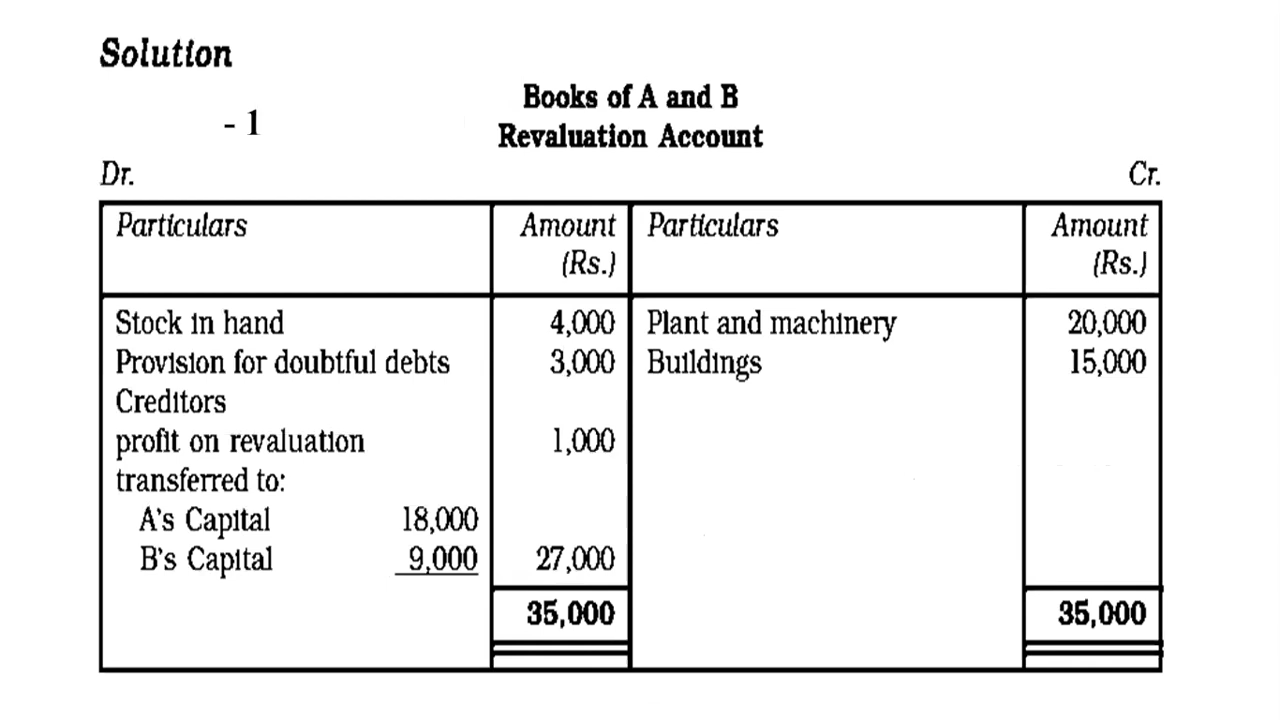 Solution
Books of A and B
- 1
Revaluation Account
Dr. Cr.
Particulars Amount (Rs.) Particulars Amount (Rs.)
Stock in hand 4,000 Plant and machinery 20,000
Provision for doubtful debts 3,000 Buildings 15,000
Creditors
profit on revaluation 1,000
transferred to:
A's Capital 18,000
B's Capital 9,000 27,000
35,000 35,000